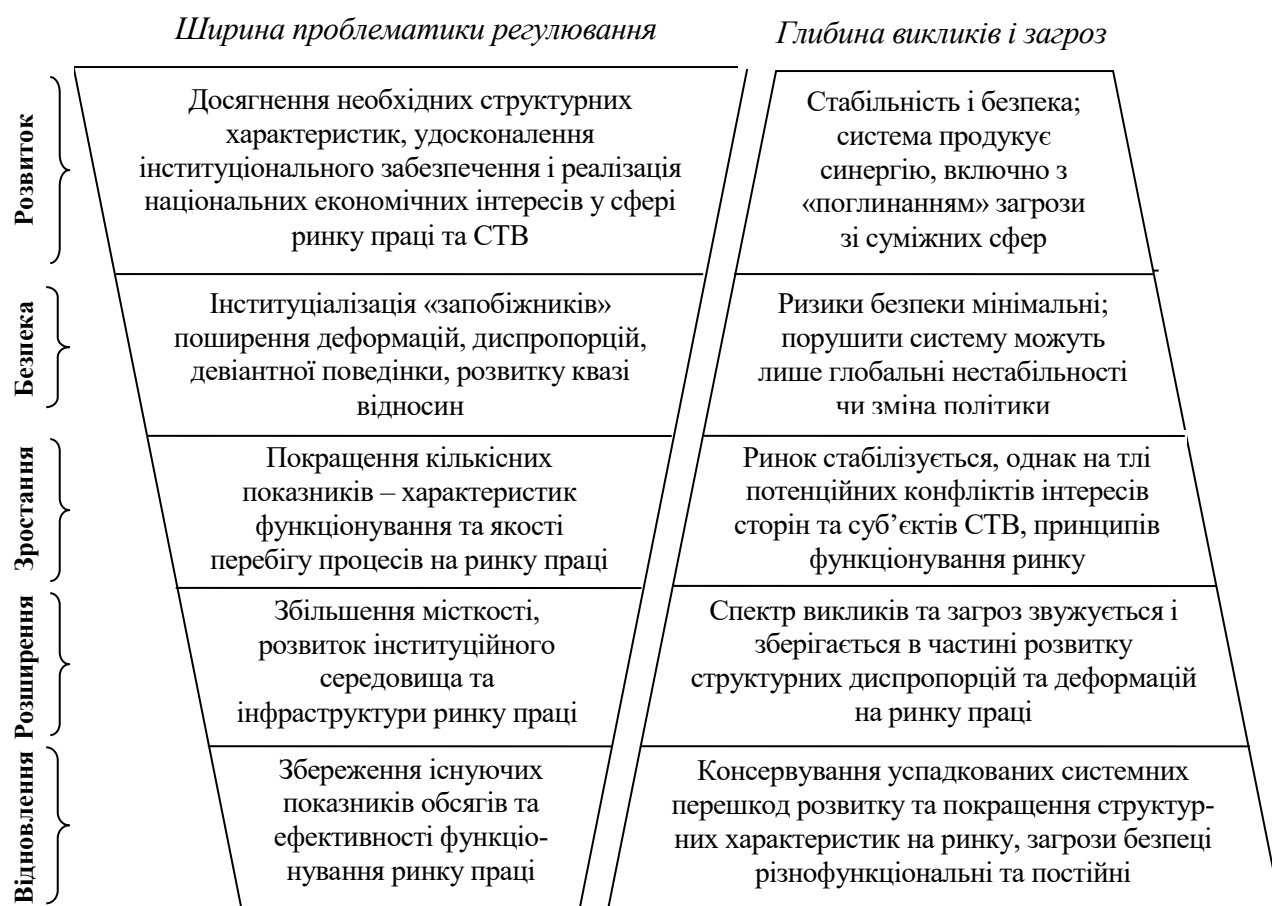 Ширина проблематики регулювання
Глибина викликів і загроз
Розвиток
Досягнення необхідних структурних
характеристик, удосконалення
інституціонального забезпечення і реалізація
національних економічних інтересів у сфері
ринку праці та СТВ
Стабільність і безпека;
система продукує
синергію, включно з
«поглинанням» загрози
зі суміжних сфер
Безпека
Інституціалізація «запобіжників»
поширення деформацій, диспропорцій,
девіантної поведінки, розвитку квазі
відносин
Ризики безпеки мінімальні;
порушити систему можуть
лише глобальні нестабільності
чи зміна політики
Зростання
Покращення кількісних
показників – характеристик
функціонування та якості
перебігу процесів на ринку праці
Ринок стабілізується, однак на тлі
потенційних конфліктів інтересів
сторін та суб’єктів СТВ, принципів
функціонування ринку
Розширення
Збільшення місткості,
розвиток інституційного
середовища та
інфраструктури ринку праці
Спектр викликів та загроз звужується і
зберігається в частині розвитку
структурних диспропорцій та деформацій
на ринку праці
Відновлення
Збереження існуючих
показників обсягів та
ефективності функціо-
нування ринку праці
Консервування успадкованих системних
перешкод розвитку та покращення структур-
них характеристик на ринку, загрози безпеці
різнофункціональні та постійні